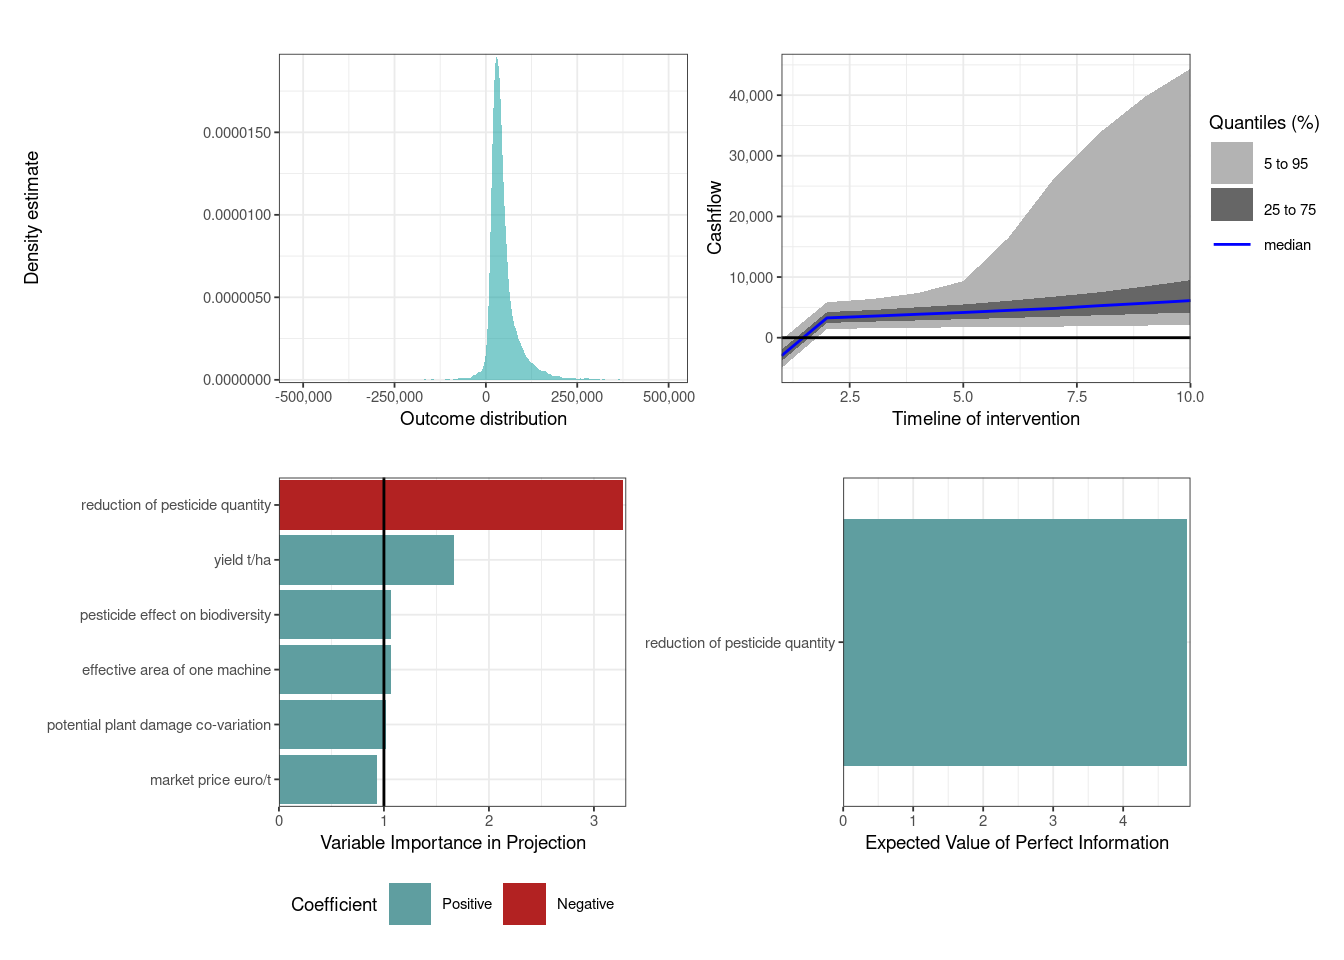 Density estimate
0.0000150
0.0000100
0.0000050
0.0000000
-500,000 -250,000 0 250,000 500,000
Outcome distribution
Cashflow
40,000
30,000
20,000
10,000
0
2.5 5.0 7.5 10.0
Timeline of intervention
Quantiles (%)
5 to 95
25 to 75
median
reduction of pesticide quantity
yield t/ha
pesticide effect on biodiversity
effective area of one machine
potential plant damage co-variation
market price euro/t
0 1 2 3
Variable Importance in Projection
Coefficient Positive Negative
reduction of pesticide quantity
0 1 2 3 4
Expected Value of Perfect Information